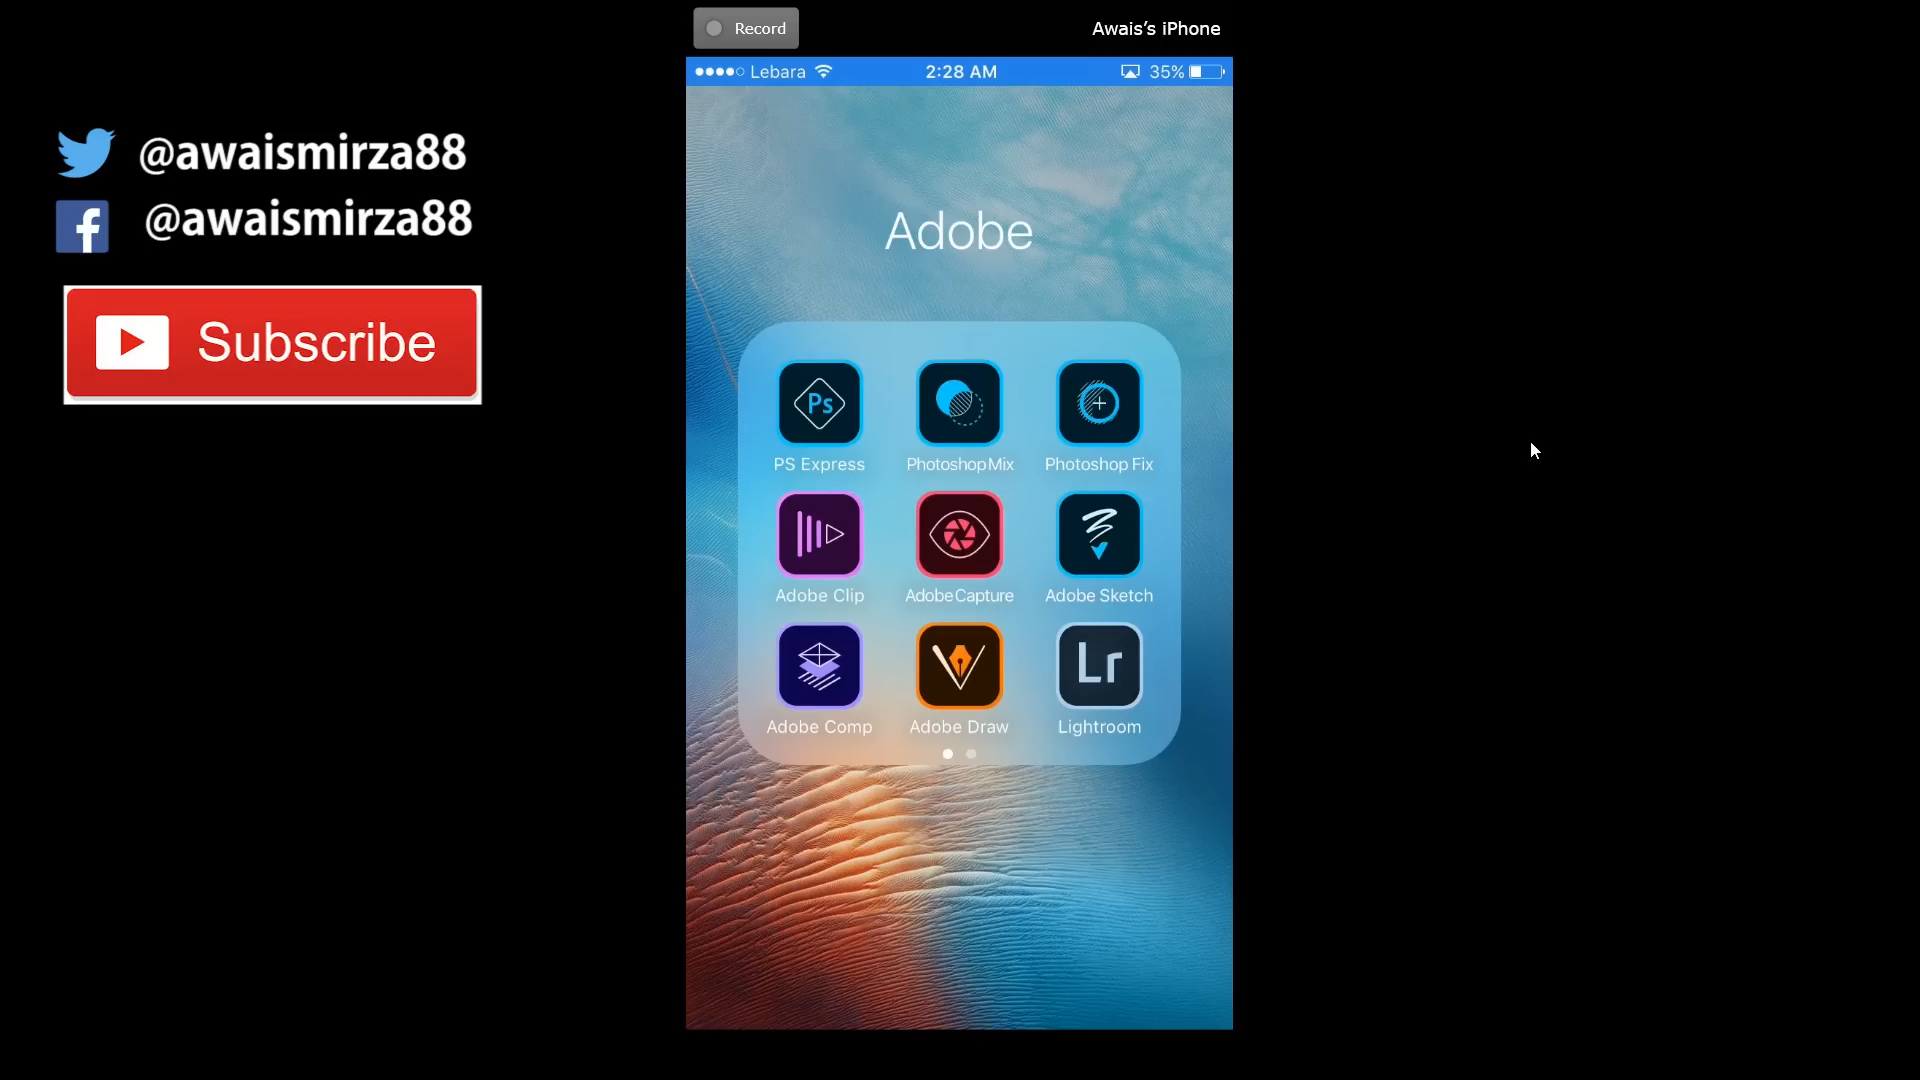 Record
Awais’s iPhone
Lebara
2:28 AM
35%
@awaismirza88
@awaismirza88
Subscribe
Adobe
Ps
PS Express
Photoshop Mix
Photoshop Fix
Adobe Clip
Adobe Capture
Adobe Sketch
Lr
Adobe Comp
Adobe Draw
Lightroom